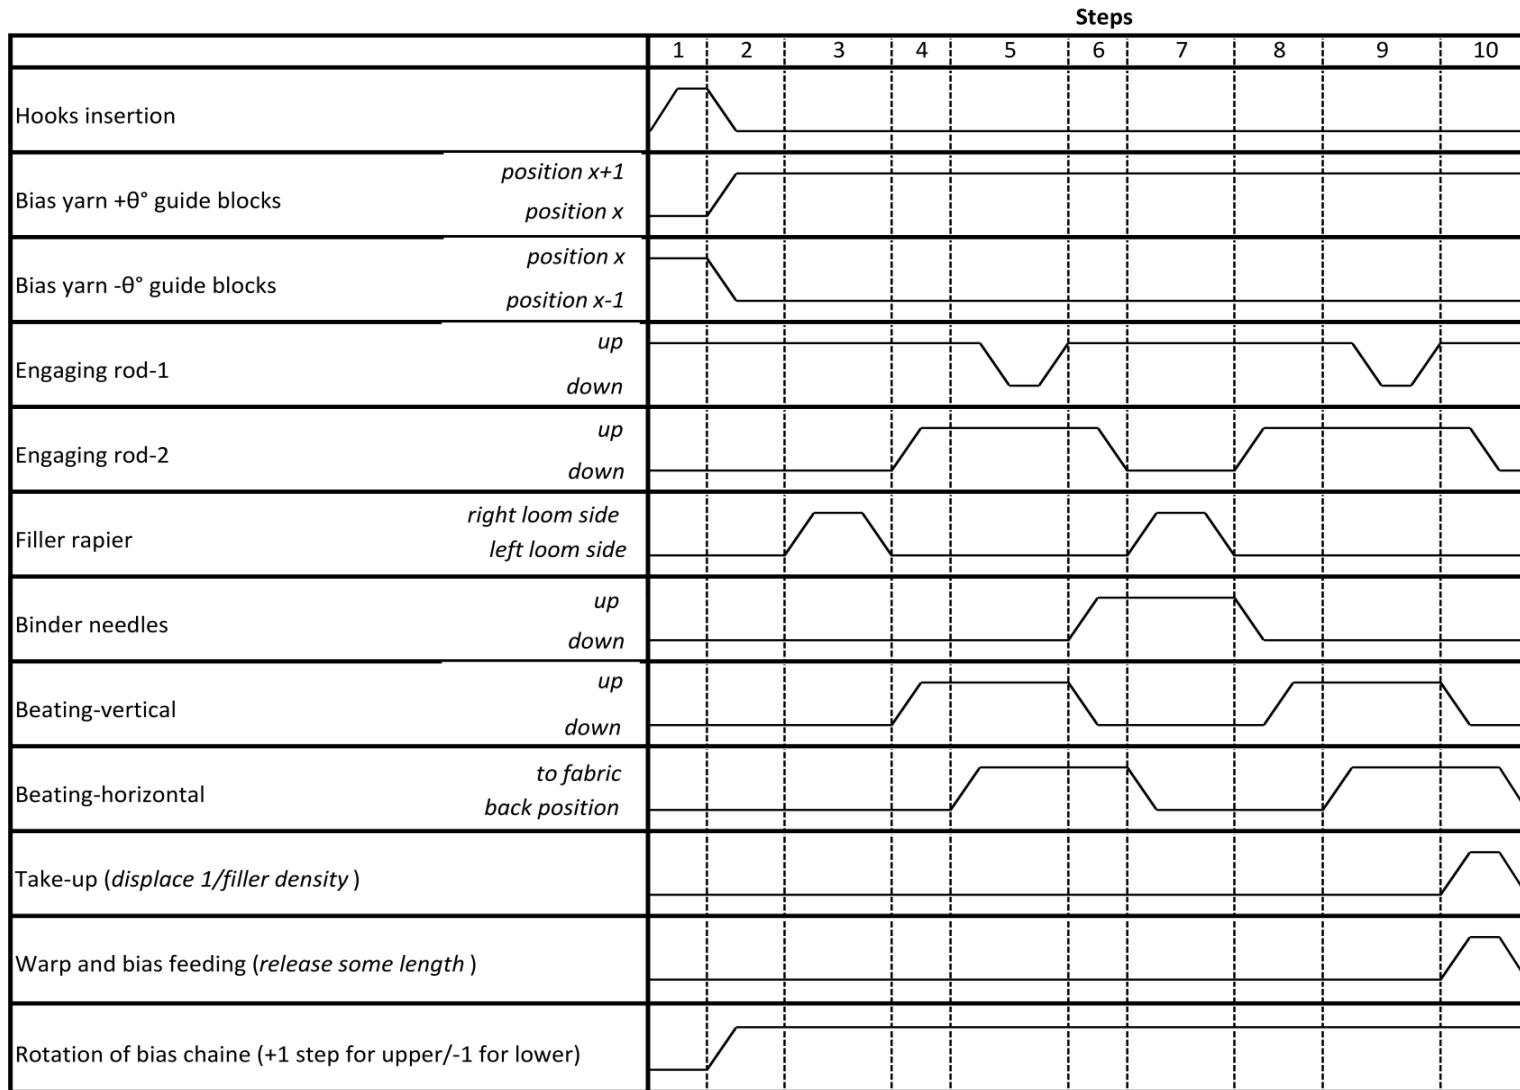 Steps
1 2 3 4 5 6 7 8 9 10
Hooks insertion
position x+1
Bias yarn +θ° guide blocks
position x
position x
Bias yarn -θ° guide blocks
position x-1
up
Engaging rod-1
down
up
Engaging rod-2
down
right loom side
Filler rapier
left loom side
up
Binder needles
down
up
Beating-vertical
down
to fabric
Beating-horizontal
back position
Take-up (displace 1/filler density )
Warp and bias feeding (release some length )
Rotation of bias chaine (+1 step for upper/-1 for lower)